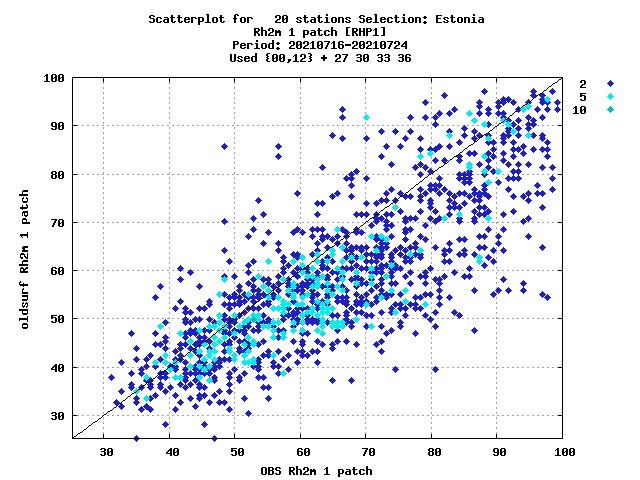 Scatterplot for   20 stations Selection: Estonia
Rh2m 1 patch [RHP1]
Period: 20210716-20210724
Used {00,12} + 27 30 33 36
2
5
10
100
90
80
70
60
50
40
30
oldsurf Rh2m 1 patch
30 40 50 60 70 80 90 100
OBS Rh2m 1 patch